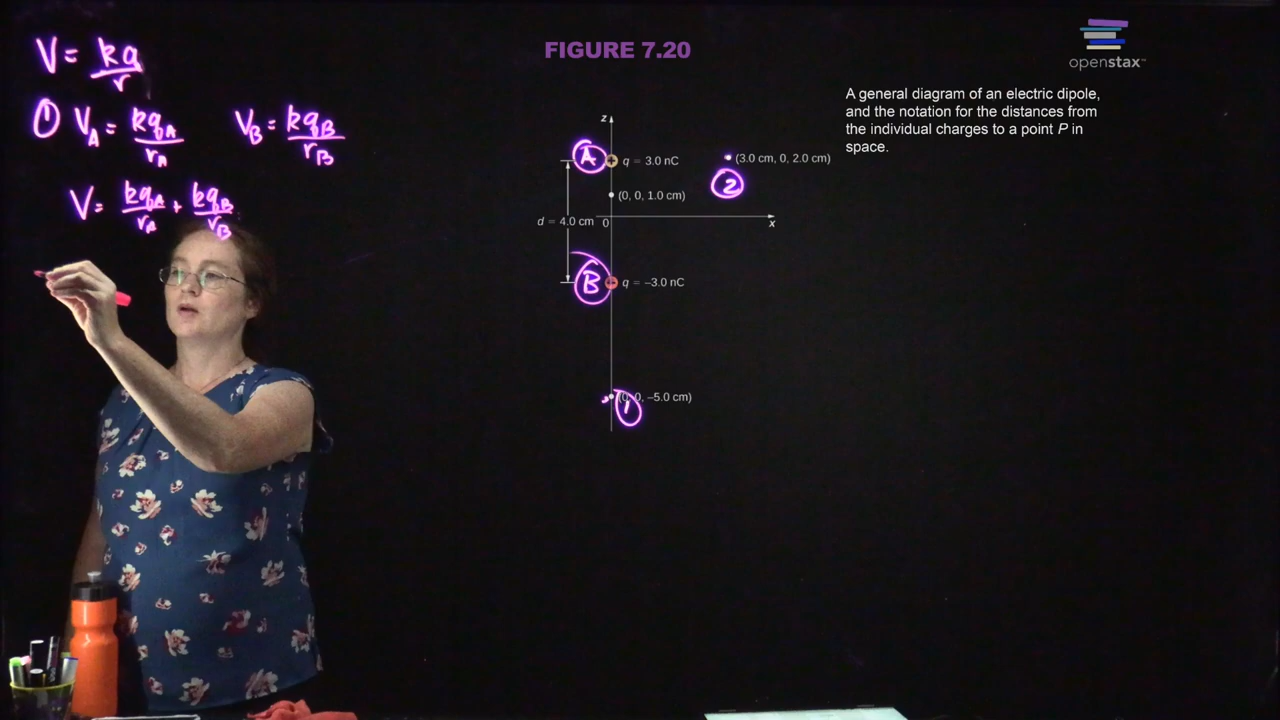 V = kq/r
① V_A = kq_A/r_A V_B = kq_B/r_B
V = kq_A/r_A + kq_B/r_B
FIGURE 7.20
openstax™
A general diagram of an electric dipole,
and the notation for the distances from
the individual charges to a point P in
space.
z
A + q = 3.0 nC
(3.0 cm, 0, 2.0 cm)
②
(0, 0, 1.0 cm)
d = 4.0 cm 0
x
B q = –3.0 nC
(0, 0, –5.0 cm)
①